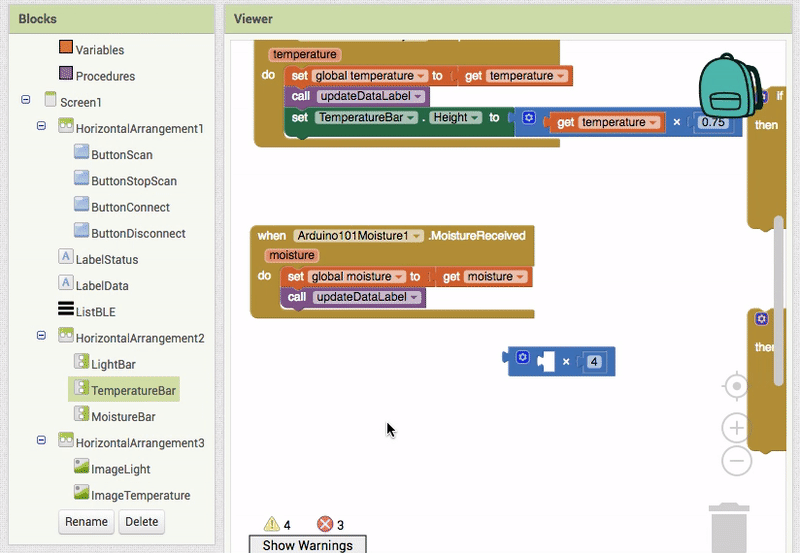 Blocks
Variables
Procedures
Screen1
HorizontalArrangement1
ButtonScan
ButtonStopScan
ButtonConnect
ButtonDisconnect
LabelStatus
LabelData
ListBLE
HorizontalArrangement2
LightBar
TemperatureBar
MoistureBar
HorizontalArrangement3
ImageLight
ImageTemperature
Rename Delete
Viewer
temperature
do set global temperature to get temperature
call updateDataLabel
set TemperatureBar . Height to get temperature × 0.75
when Arduino101Moisture1 .MoistureReceived
moisture
do set global moisture to get moisture
call updateDataLabel
× 4
if
then
then
4 3
Show Warnings